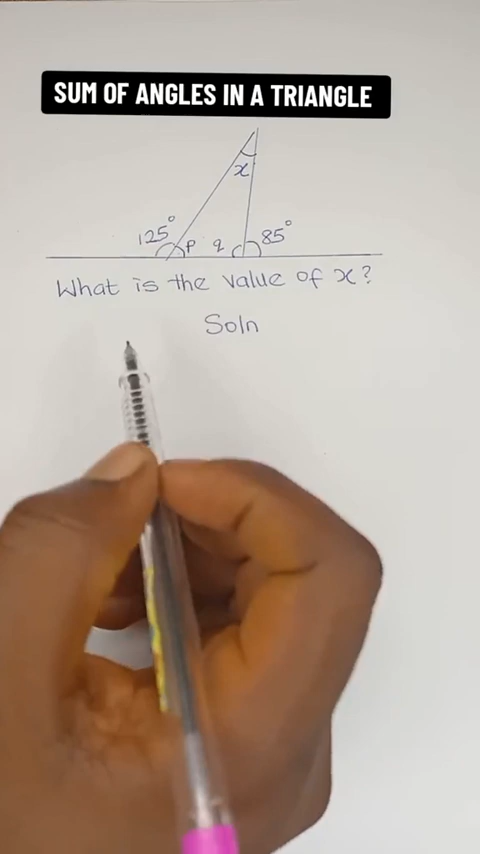 SUM OF ANGLES IN A TRIANGLE
x
125° p q 85°
What is the value of x?
Soln